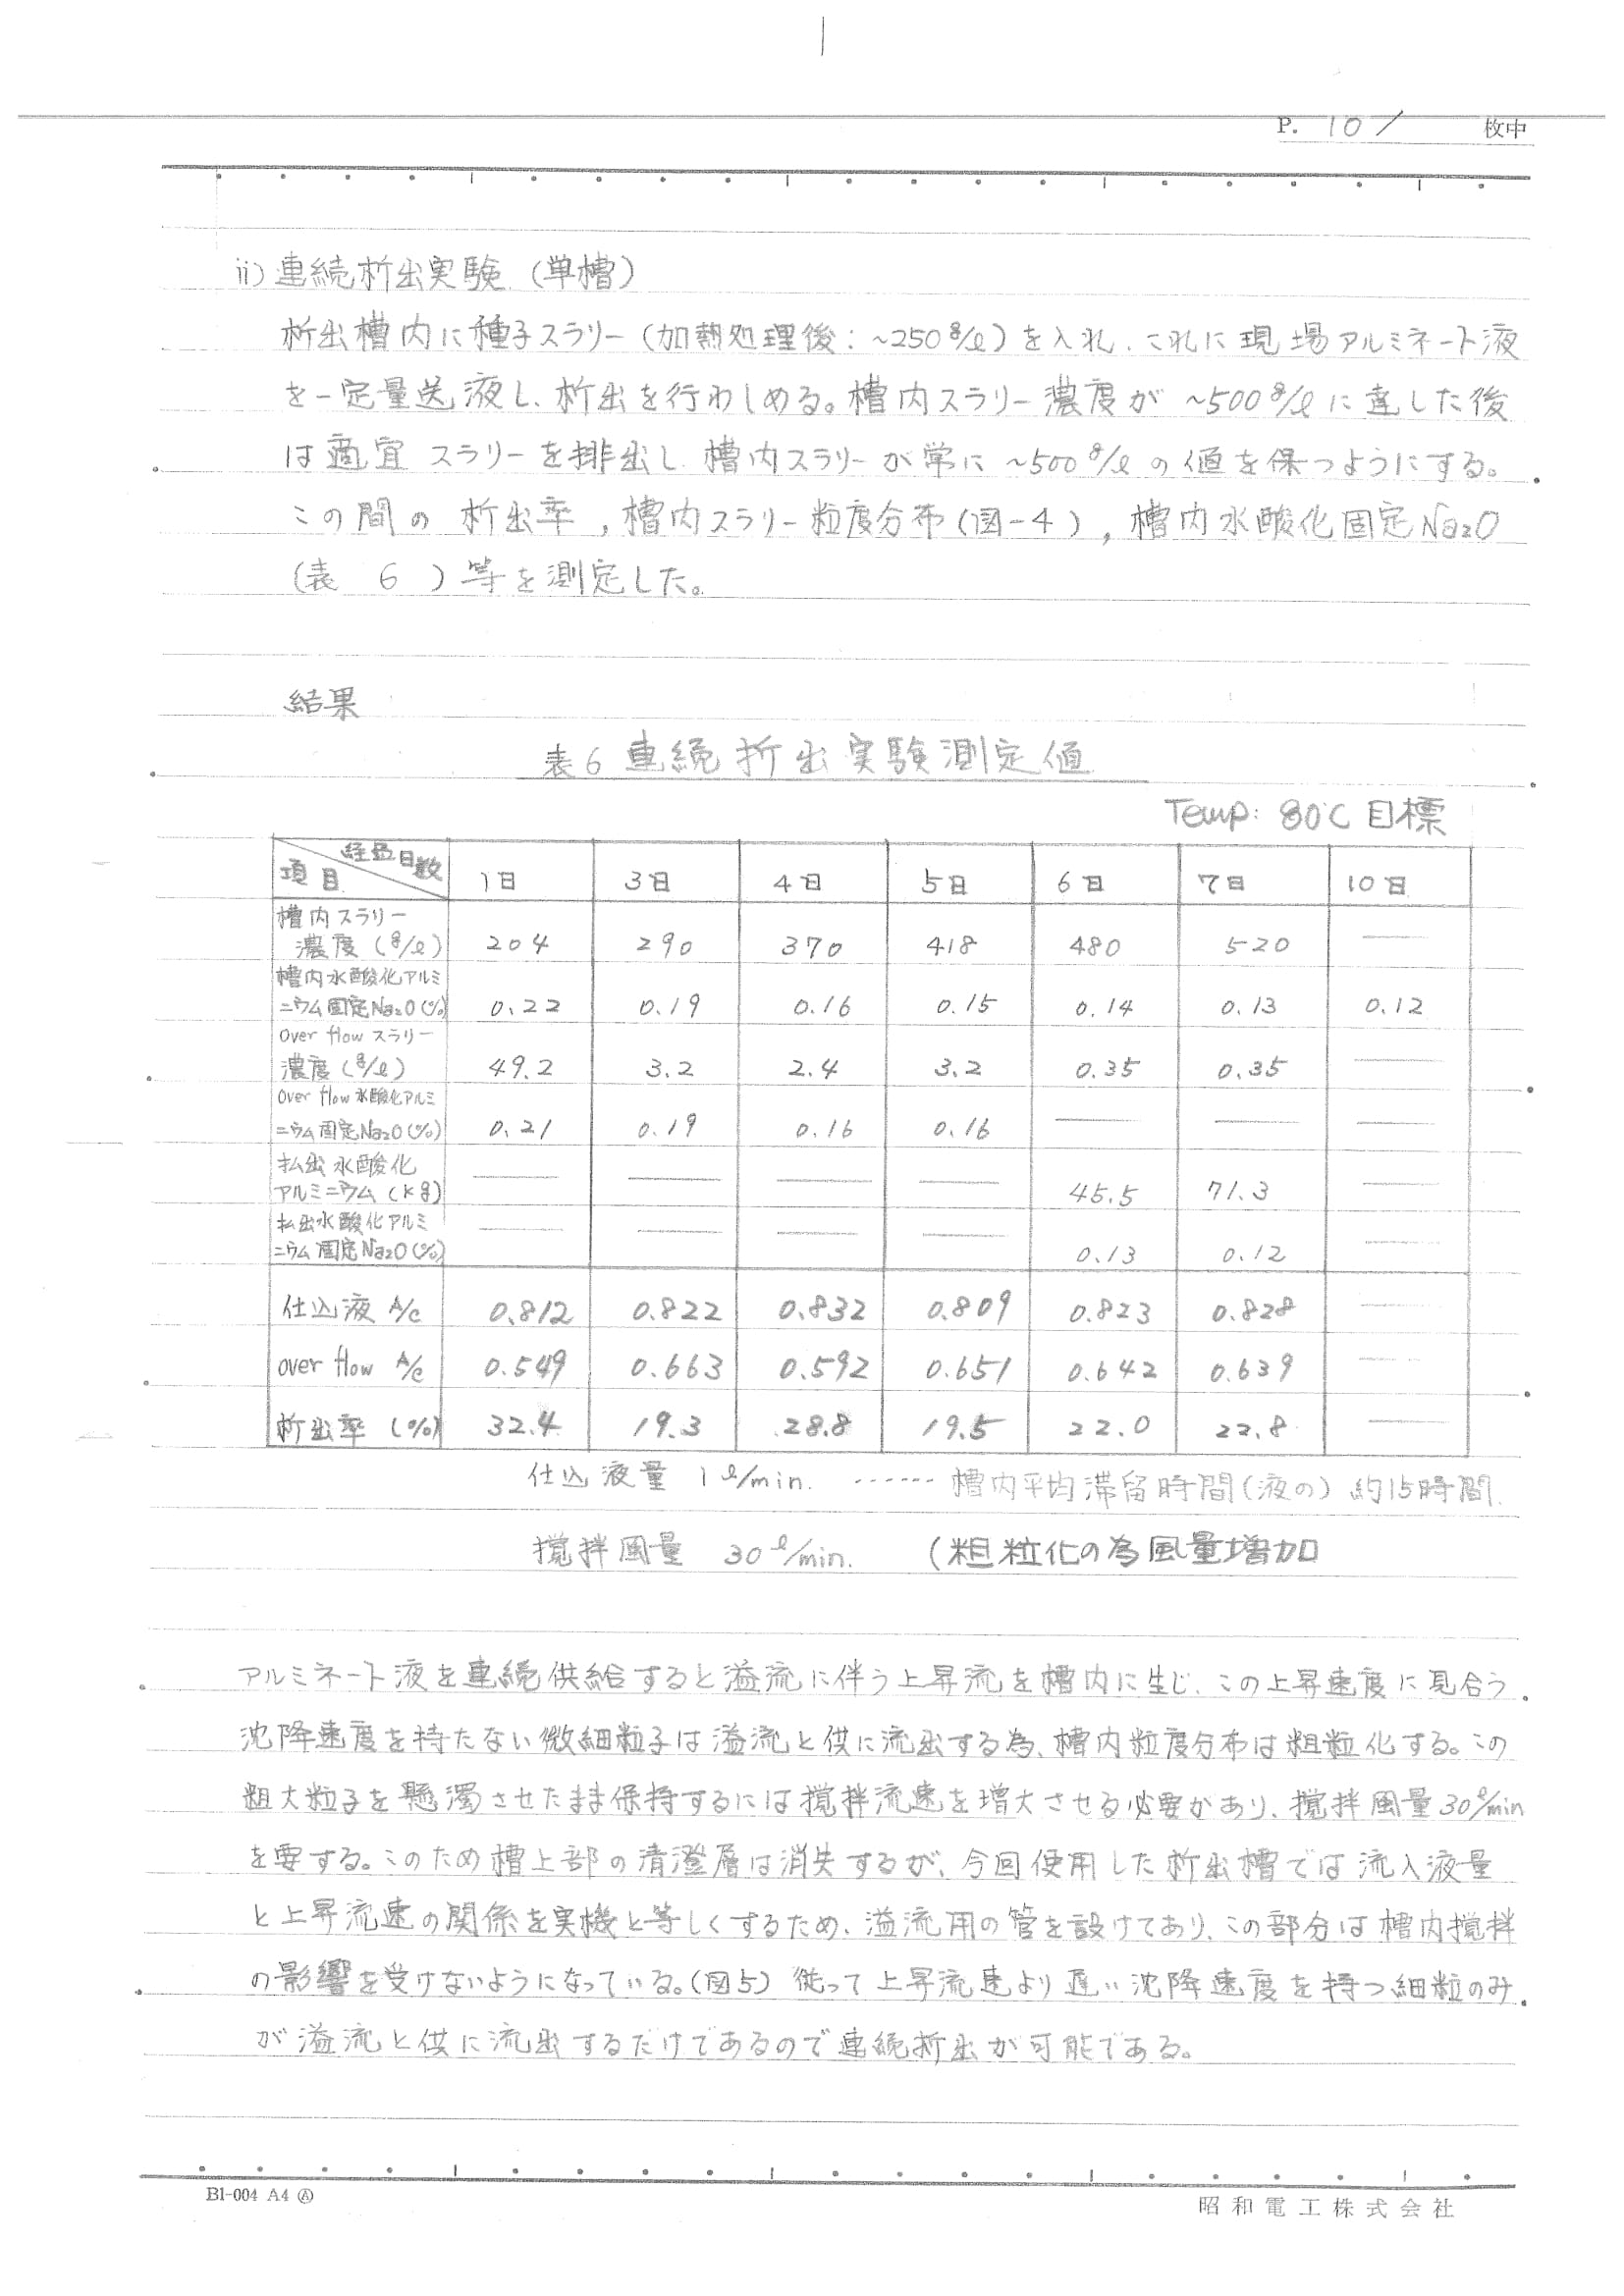 P. 10 / 枚中
ii) 連続析出実験 (単槽)
析出槽内に種子スラリー (加熱処理後: ~250g/l) を入れ、これに現場アルミネート液
を一定量送液し、析出を行わしめる。槽内スラリー濃度が ~500g/l に達した後
は適宜 スラリーを排出し 槽内スラリーが常に ~500g/l の値を保つようにする。
この間の 析出率, 槽内スラリー粒度分布(図-4), 槽内水酸化固定Na₂O
(表 6 ) 等を測定した。
結果
表6 連続析出実験測定値
Temp: 80℃ 目標
項目 経過日数 1日 3日 4日 5日 6日 7日 10日
槽内スラリー
濃度 (g/l) 204 290 370 418 480 520 —
槽内水酸化アルミ
ニウム固定Na₂O(%) 0.22 0.19 0.16 0.15 0.14 0.13 0.12
Over flow スラリー
濃度 (g/l) 49.2 3.2 2.4 3.2 0.35 0.35 —
Over flow 水酸化アルミ
ニウム固定Na₂O(%) 0.21 0.19 0.16 0.16 — — —
払出水酸化
アルミニウム (kg) — — — — 45.5 71.3 —
払出水酸化アルミ
ニウム固定Na₂O(%) — — — — 0.13 0.12 —
仕込液 A/C 0.812 0.822 0.832 0.809 0.823 0.828 —
over flow A/C 0.549 0.663 0.592 0.651 0.642 0.639 —
析出率 (%) 32.4 19.3 28.8 19.5 22.0 22.8 —
仕込液量 1 l/min. …… 槽内平均滞留時間(液の) 約15時間.
撹拌風量 30 l/min. (粗粒化の為風量増加
アルミネート液を連続供給すると溢流に伴う上昇流を槽内に生じ、この上昇速度に見合う
沈降速度を持たない微細粒子は溢流と供に流出する為、槽内粒度分布は粗粒化する。この
粗大粒子を懸濁させたまま保持するには撹拌流速を増大させる必要があり、撹拌風量30l/min
を要する。このため槽上部の清澄層は消失するが、今回使用した析出槽では流入液量
と上昇流速の関係を実機と等しくするため、溢流用の管を設けてあり、この部分は槽内撹拌
の影響を受けないようになっている。(図5) 従って上昇流速より遅い沈降速度を持つ細粒のみ
が溢流と供に流出するだけであるので連続析出が可能である。
BI-004 A4 Ⓐ
昭和電工株式会社